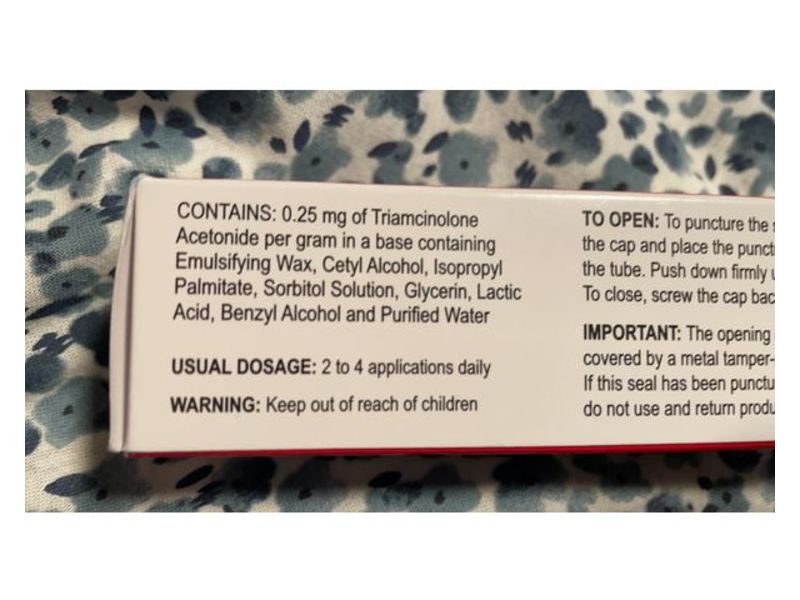 CONTAINS: 0.25 mg of Triamcinolone
Acetonide per gram in a base containing
Emulsifying Wax, Cetyl Alcohol, Isopropyl
Palmitate, Sorbitol Solution, Glycerin, Lactic
Acid, Benzyl Alcohol and Purified Water
USUAL DOSAGE: 2 to 4 applications daily
WARNING: Keep out of reach of children
TO OPEN: To puncture the
the cap and place the
the tube. Push down firmly
To close, screw the cap
IMPORTANT: The opening
covered by a metal tamper-
If this seal has been
do not use and return